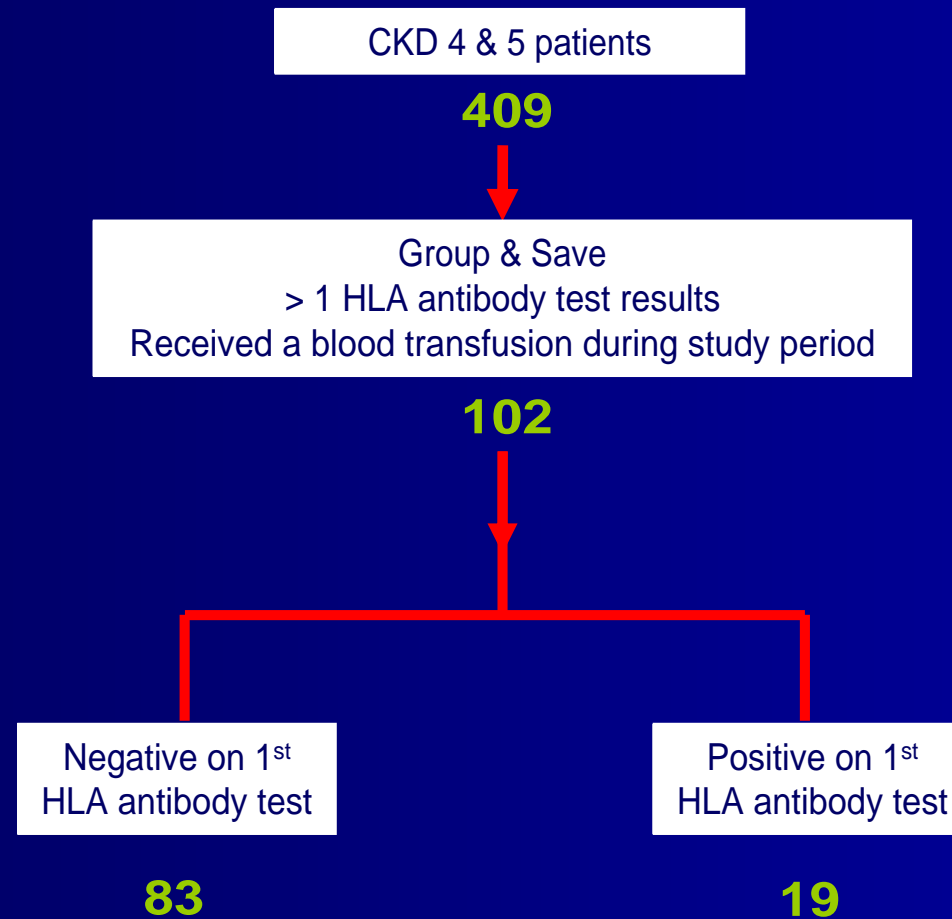 CKD 4 & 5 patients
409
Group & Save
> 1 HLA antibody test results
Received a blood transfusion during study period
102
Negative on 1st
HLA antibody test
83
Positive on 1st
HLA antibody test
19